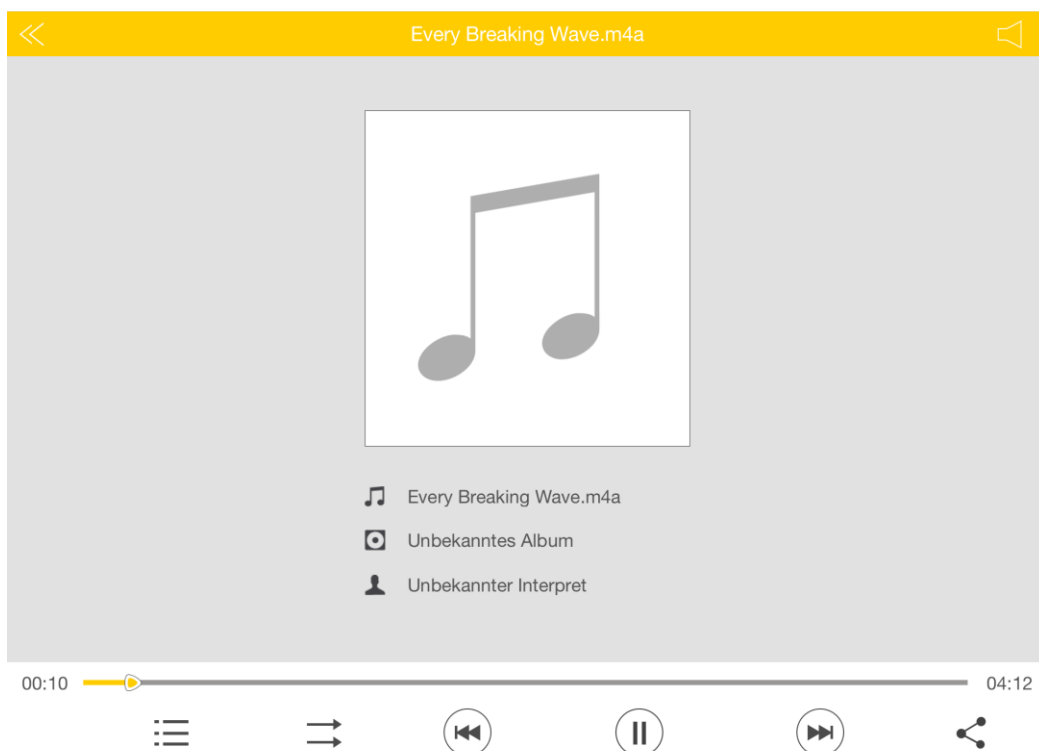 Every Breaking Wave.m4a
Every Breaking Wave.m4a
Unbekanntes Album
Unbekannter Interpret
00:10 04:12